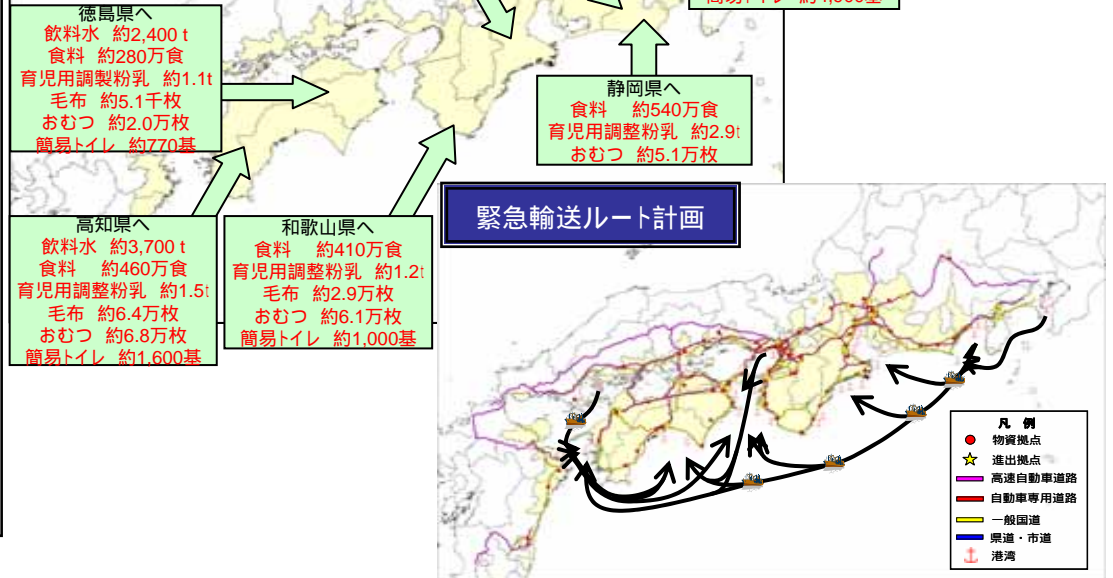 徳島県へ
飲料水 約2,400 t
食料 約280万食
育児用調製粉乳 約1.1t
毛布 約5.1千枚
おむつ 約2.0万枚
簡易トイレ 約770基
静岡県へ
食料 約540万食
育児用調整粉乳 約2.9t
おむつ 約5.1万枚
高知県へ
飲料水 約3,700 t
食料 約460万食
育児用調整粉乳 約1.5t
毛布 約6.4万枚
おむつ 約6.8万枚
簡易トイレ 約1,600基
和歌山県へ
食料 約410万食
育児用調整粉乳 約1.2t
毛布 約2.9万枚
おむつ 約6.1万枚
簡易トイレ 約1,000基
緊急輸送ルート計画
凡 例
物資拠点
進出拠点
高速自動車道路
自動車専用道路
一般国道
県道・市道
港湾